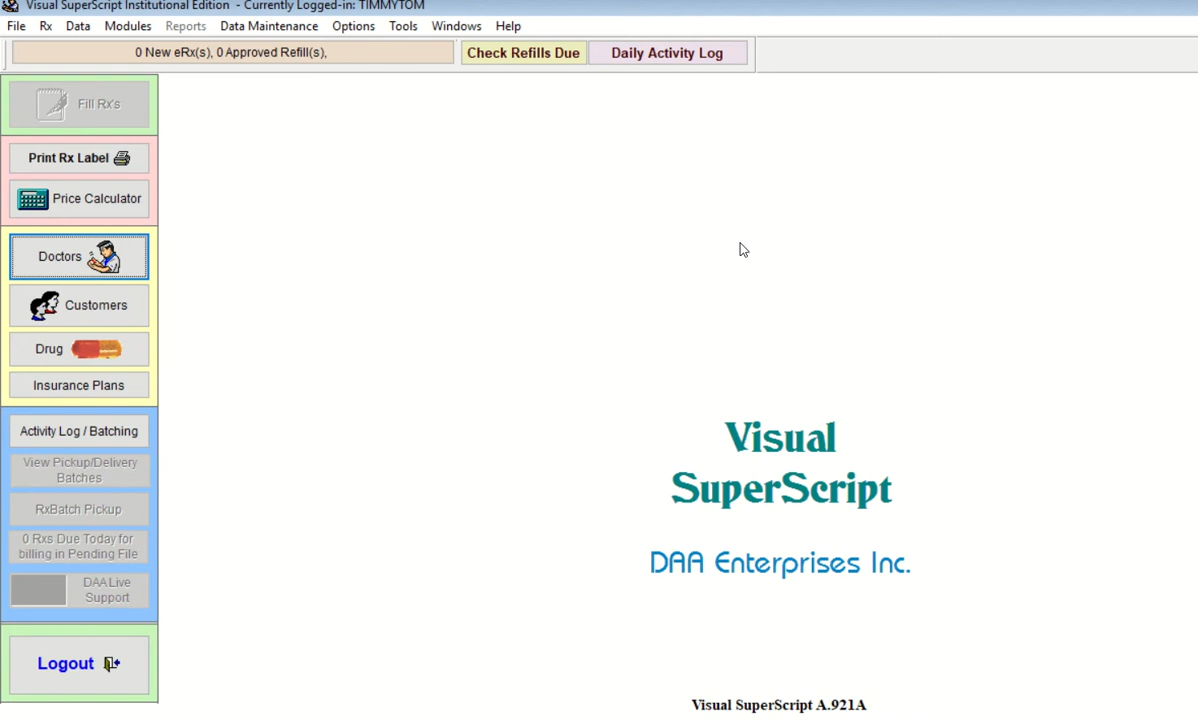 Visual SuperScript Institutional Edition - Currently Logged-in: TIMMYTOM
File Rx Data Modules Reports Data Maintenance Options Tools Windows Help
0 New eRx(s), 0 Approved Refill(s), Check Refills Due Daily Activity Log
Fill Rx's
Print Rx Label
Price Calculator
Doctors
Customers
Drug
Insurance Plans
Activity Log / Batching
View Pickup/Delivery
Batches
RxBatch Pickup
0 Rxs Due Today for
billing in Pending File
DAA Live
Support
Logout
Visual
SuperScript
DAA Enterprises Inc.
Visual SuperScript A.921A